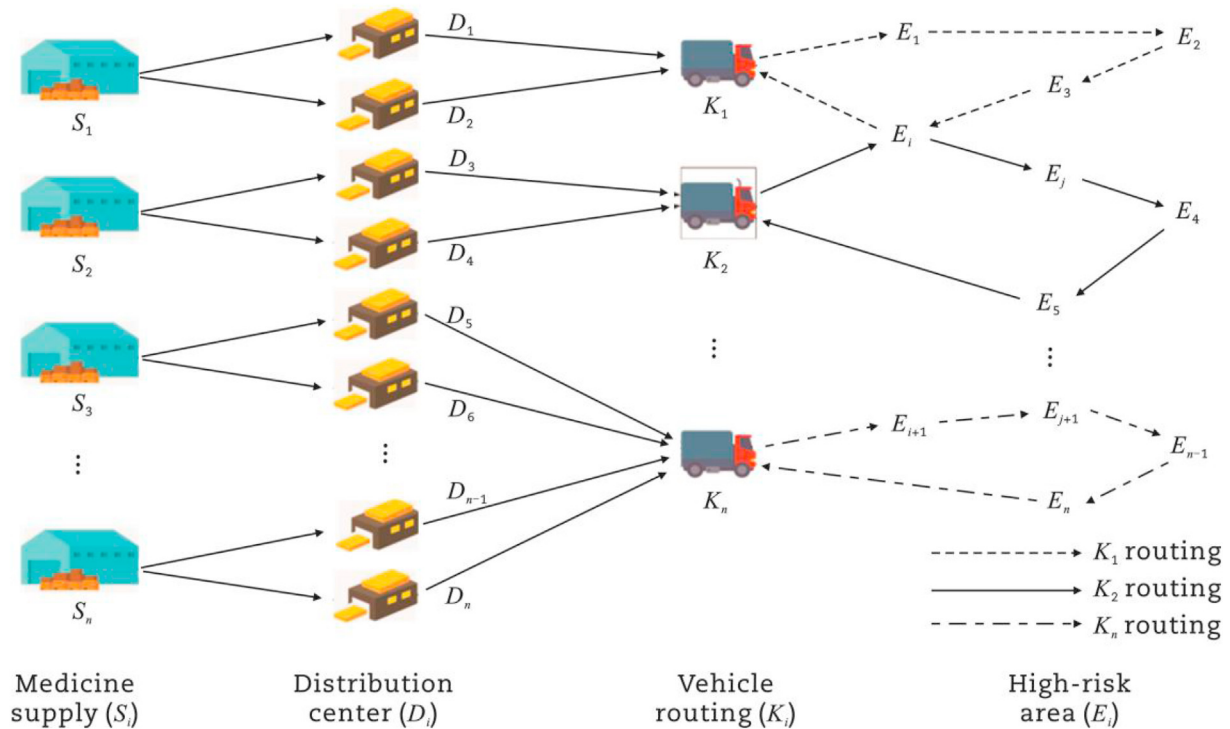 S₁
S₂
S₃
⋮
Sₙ
D₁
D₂
D₃
D₄
D₅
D₆
⋮
Dₙ₋₁
Dₙ
K₁
K₂
⋮
Kₙ
E₁
E₂
E₃
Eᵢ
Eⱼ
E₄
E₅
⋮
Eᵢ₊₁
Eⱼ₊₁
Eₙ₋₁
Eₙ
K₁ routing
K₂ routing
Kₙ routing
Medicine
supply (Sᵢ)
Distribution
center (Dᵢ)
Vehicle
routing (Kᵢ)
High-risk
area (Eᵢ)